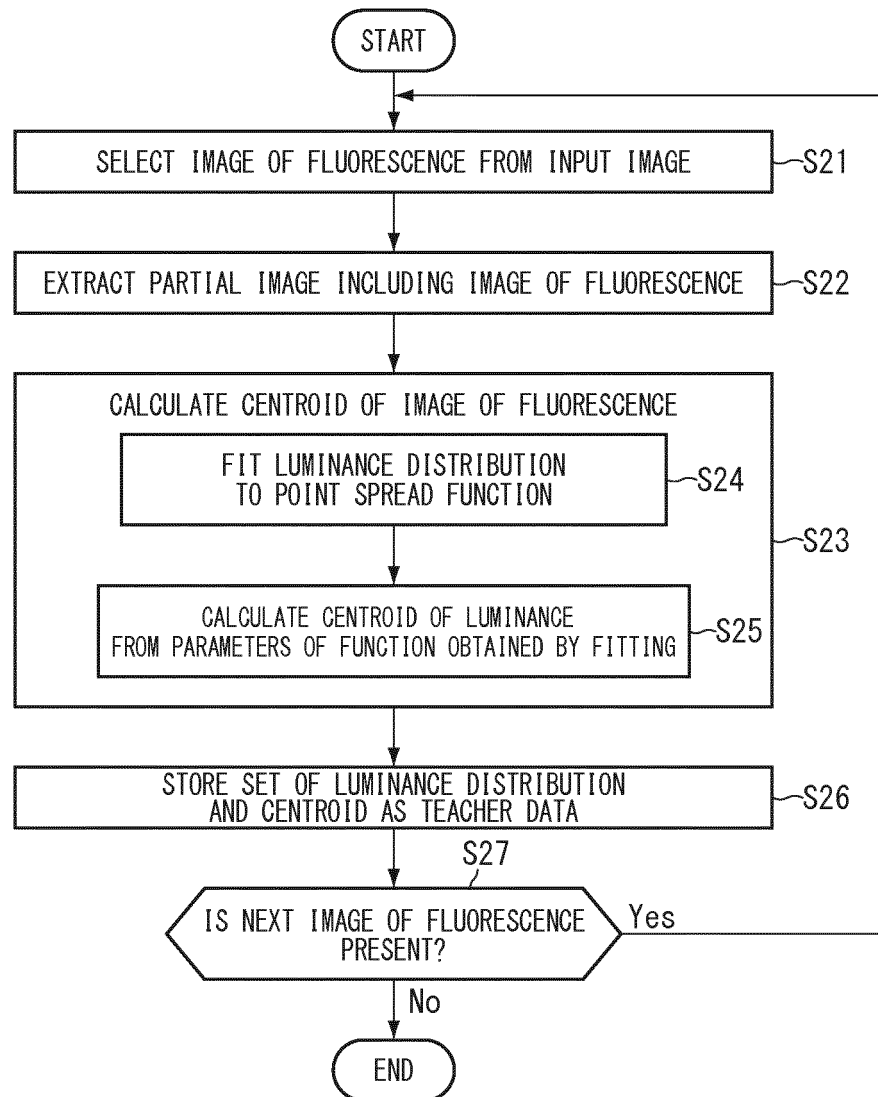 START
SELECT IMAGE OF FLUORESCENCE FROM INPUT IMAGE
S21
EXTRACT PARTIAL IMAGE INCLUDING IMAGE OF FLUORESCENCE
S22
CALCULATE CENTROID OF IMAGE OF FLUORESCENCE
FIT LUMINANCE DISTRIBUTION
TO POINT SPREAD FUNCTION
S24
S23
CALCULATE CENTROID OF LUMINANCE
FROM PARAMETERS OF FUNCTION OBTAINED BY FITTING
S25
STORE SET OF LUMINANCE DISTRIBUTION
AND CENTROID AS TEACHER DATA
S26
S27
IS NEXT IMAGE OF FLUORESCENCE
PRESENT?
Yes
No
END